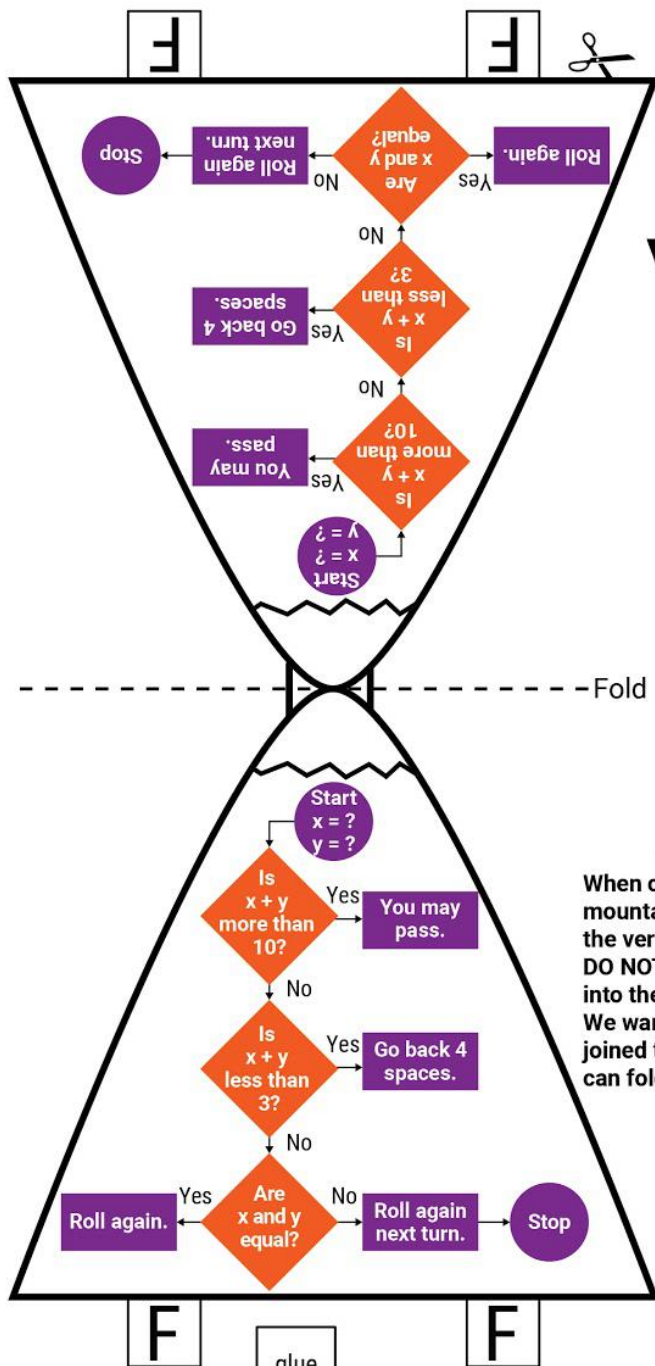 F
F
Stop
Roll again
next turn.
No
Are
x and y
equal?
Yes
Roll again.
No
Go back 4
spaces.
Yes
Is
x + y
less than
3?
No
You may
pass.
Yes
Is
x + y
more than
10?
Start
x = ?
y = ?
Fold
Start
x = ?
y = ?
Is
x + y
more than
10?
Yes
You may
pass.
No
Is
x + y
less than
3?
Yes
Go back 4
spaces.
No
Are
x and y
equal?
Yes
Roll again.
No
Roll again
next turn.
Stop
When c
mounta
the ver
DO NOT
into the
We wan
joined t
can fol
F
F
glue